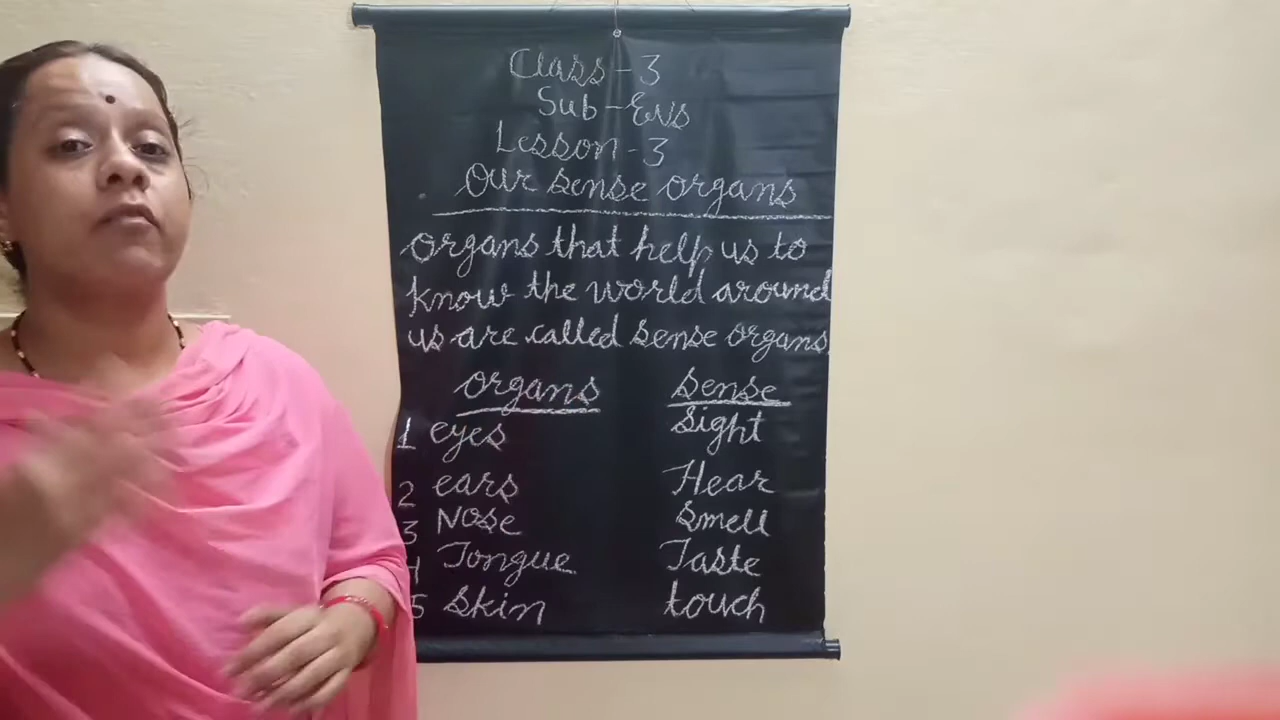 Class-3
Sub-EVS
Lesson-3
Our sense organs
organs that help us to
know the world around
us are called sense organs.
organs sense
1 eyes Sight
2 ears Hear
3 Nose Smell
4 Tongue Taste
5 Skin touch